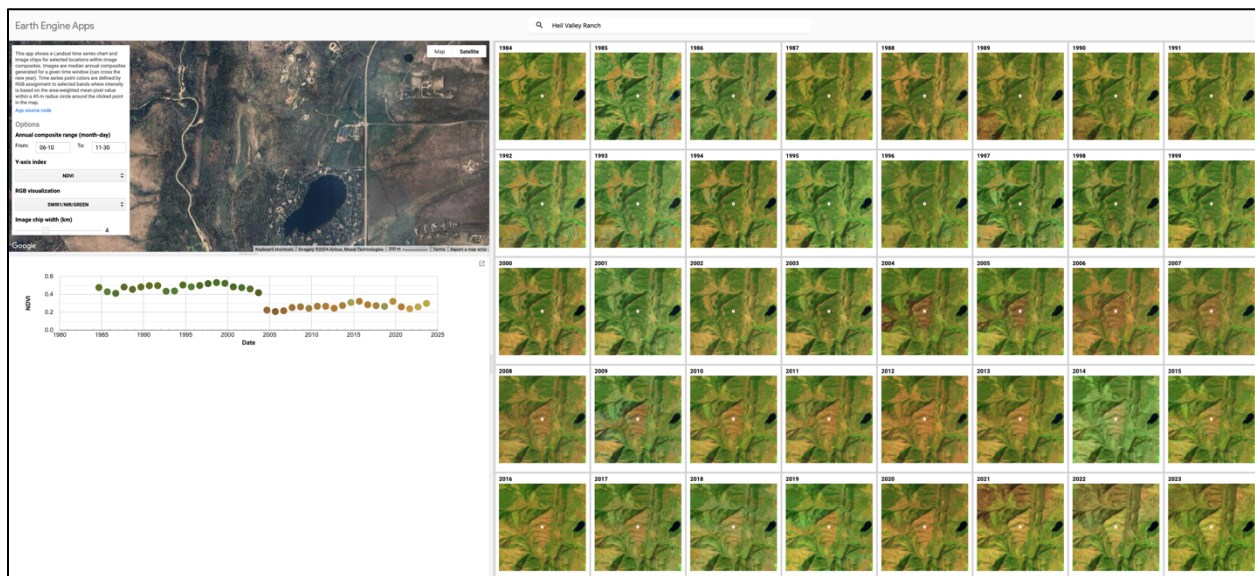 Earth Engine Apps
Heil Valley Ranch
This app shows a Landsat time series chart and
image chips for selected locations within image
composites. Images are median annual composites
generated for a given time window (can cross the
new year). Time series point colors are defined by
RGB assignment to selected bands where intensity
is based on the area-weighted mean pixel value
within a 45 m radius circle around the clicked point
in the map.
App source code
Options
Annual composite range (month-day)
From: 06-10 To: 11-30
Y-axis index
NDVI
RGB visualization
SWIR1/NIR/GREEN
Image chip width (km)
4
Map Satellite
Google
Keyboard shortcuts Imagery ©2024 Airbus, Maxar Technologies Terms Report a map error
0.6
0.4
0.2
0.0
NDVI
1980 1985 1990 1995 2000 2005 2010 2015 2020 2025
Date
1984 1985 1986 1987 1988 1989 1990 1991
1992 1993 1994 1995 1996 1997 1998 1999
2000 2001 2002 2003 2004 2005 2006 2007
2008 2009 2010 2011 2012 2013 2014 2015
2016 2017 2018 2019 2020 2021 2022 2023